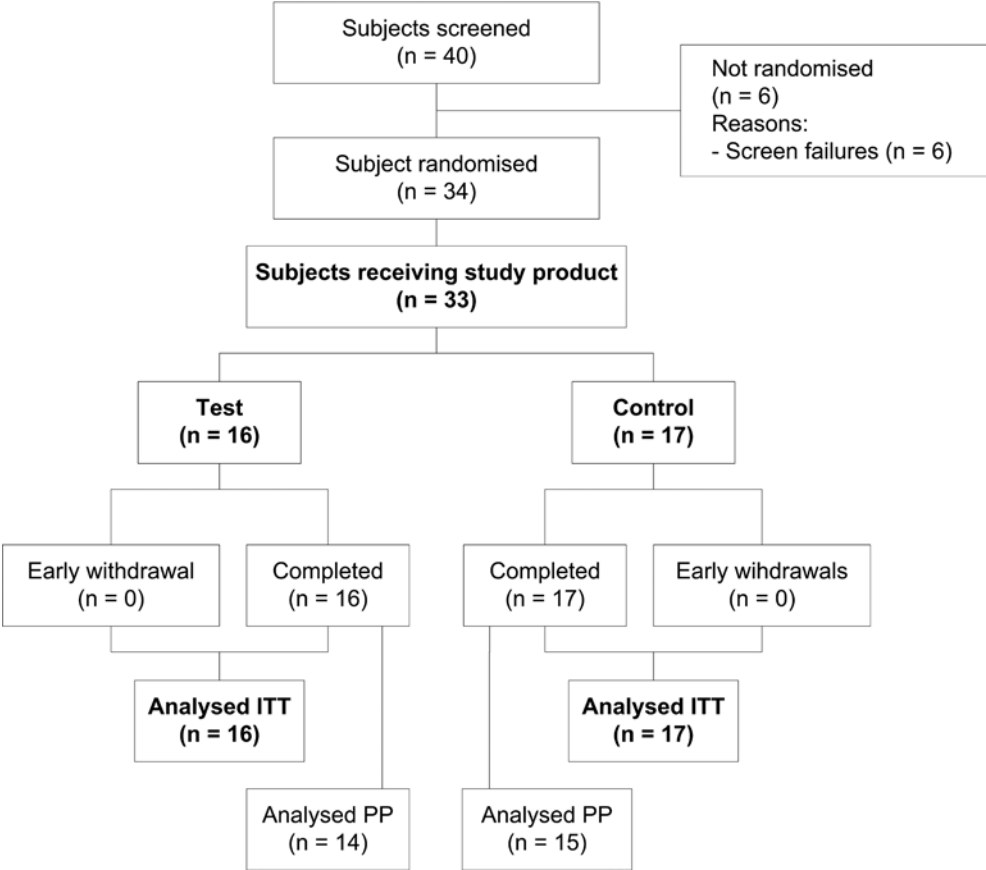 Subjects screened
(n = 40)
Not randomised
(n = 6)
Reasons:
- Screen failures (n = 6)
Subject randomised
(n = 34)
Subjects receiving study product
(n = 33)
Test
(n = 16)
Control
(n = 17)
Early withdrawal
(n = 0)
Completed
(n = 16)
Completed
(n = 17)
Early wihdrawals
(n = 0)
Analysed ITT
(n = 16)
Analysed ITT
(n = 17)
Analysed PP
(n = 14)
Analysed PP
(n = 15)